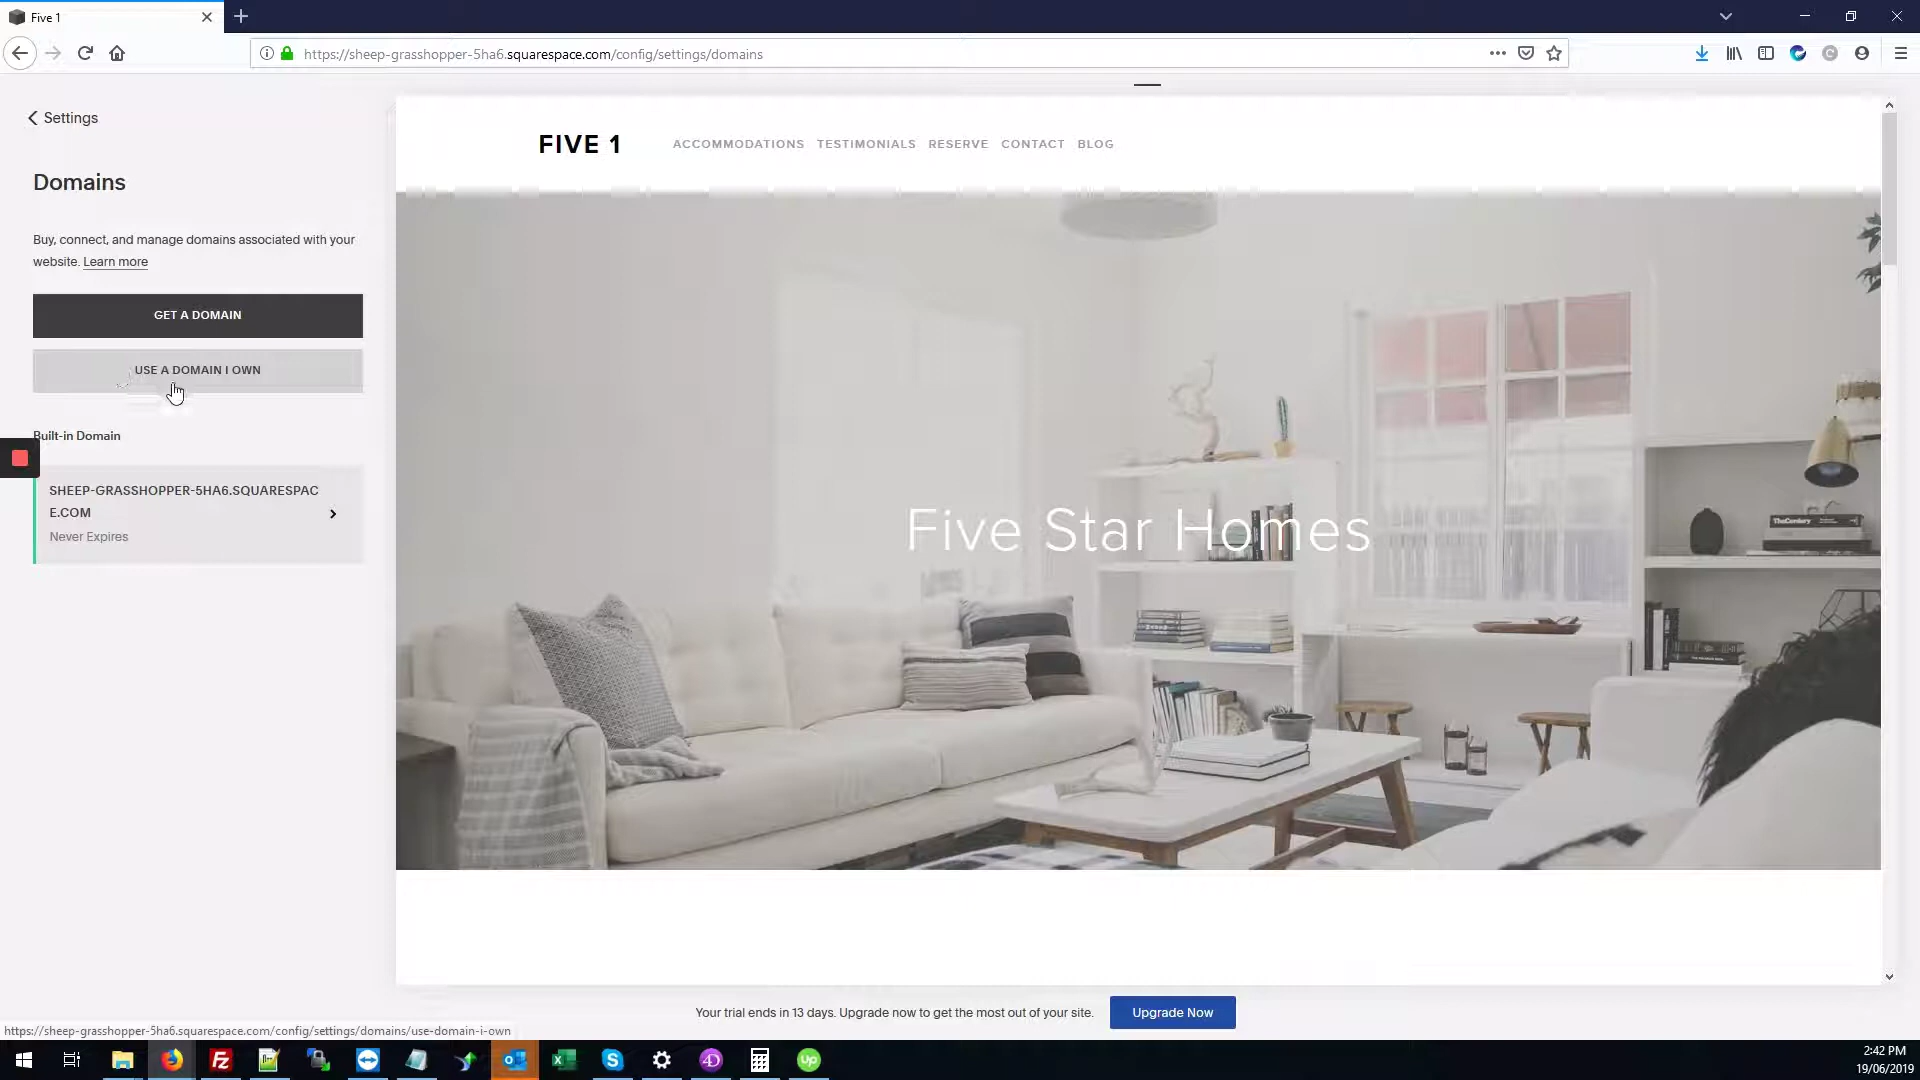 Five 1
https://sheep-grasshopper-5ha6.squarespace.com/config/settings/domains
Settings
Domains
Buy, connect, and manage domains associated with your
website. Learn more
GET A DOMAIN
USE A DOMAIN I OWN
Built-in Domain
SHEEP-GRASSHOPPER-5HA6.SQUARESPAC
E.COM
Never Expires
FIVE 1 ACCOMMODATIONS TESTIMONIALS RESERVE CONTACT BLOG
Five Star Homes
TheCentury
Your trial ends in 13 days. Upgrade now to get the most out of your site. Upgrade Now
https://sheep-grasshopper-5ha6.squarespace.com/config/settings/domains/use-domain-i-own
2:42 PM
19/06/2019